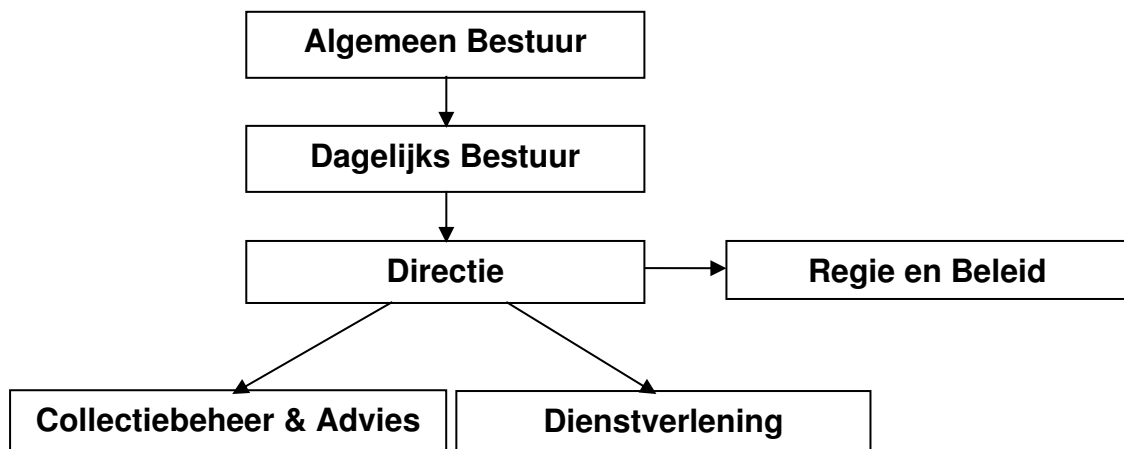 Algemeen Bestuur
Dagelijks Bestuur
Directie
Regie en Beleid
Collectiebeheer & Advies
Dienstverlening